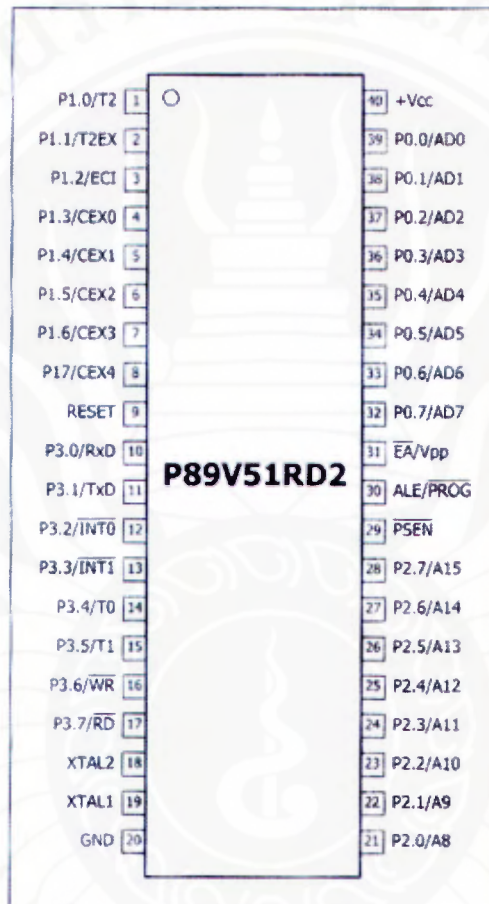 P1.0/T2 1 40 +Vcc
P1.1/T2EX 2 39 P0.0/AD0
P1.2/ECI 3 38 P0.1/AD1
P1.3/CEX0 4 37 P0.2/AD2
P1.4/CEX1 5 36 P0.3/AD3
P1.5/CEX2 6 35 P0.4/AD4
P1.6/CEX3 7 34 P0.5/AD5
P17/CEX4 8 33 P0.6/AD6
RESET 9 32 P0.7/AD7
P3.0/RxD 10 31 EA/Vpp
P89V51RD2
P3.1/TxD 11 30 ALE/PROG
P3.2/INT0 12 29 PSEN
P3.3/INT1 13 28 P2.7/A15
P3.4/T0 14 27 P2.6/A14
P3.5/T1 15 26 P2.5/A13
P3.6/WR 16 25 P2.4/A12
P3.7/RD 17 24 P2.3/A11
XTAL2 18 23 P2.2/A10
XTAL1 19 22 P2.1/A9
GND 20 21 P2.0/A8